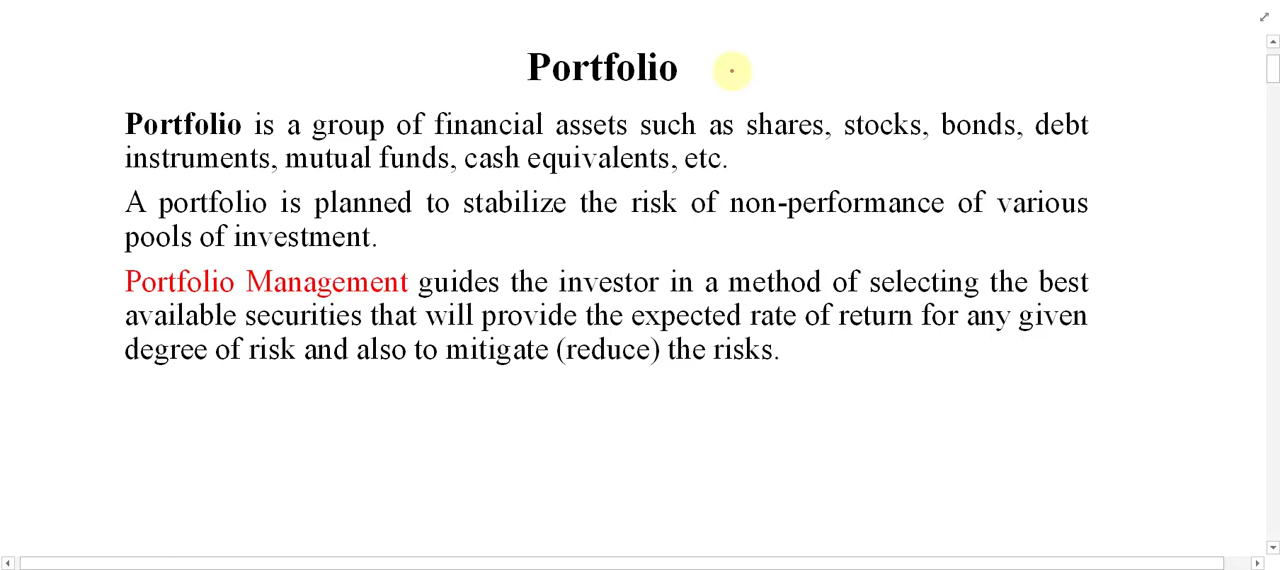 Portfolio
Portfolio is a group of financial assets such as shares, stocks, bonds, debt
instruments, mutual funds, cash equivalents, etc.
A portfolio is planned to stabilize the risk of non-performance of various
pools of investment.
Portfolio Management guides the investor in a method of selecting the best
available securities that will provide the expected rate of return for any given
degree of risk and also to mitigate (reduce) the risks.